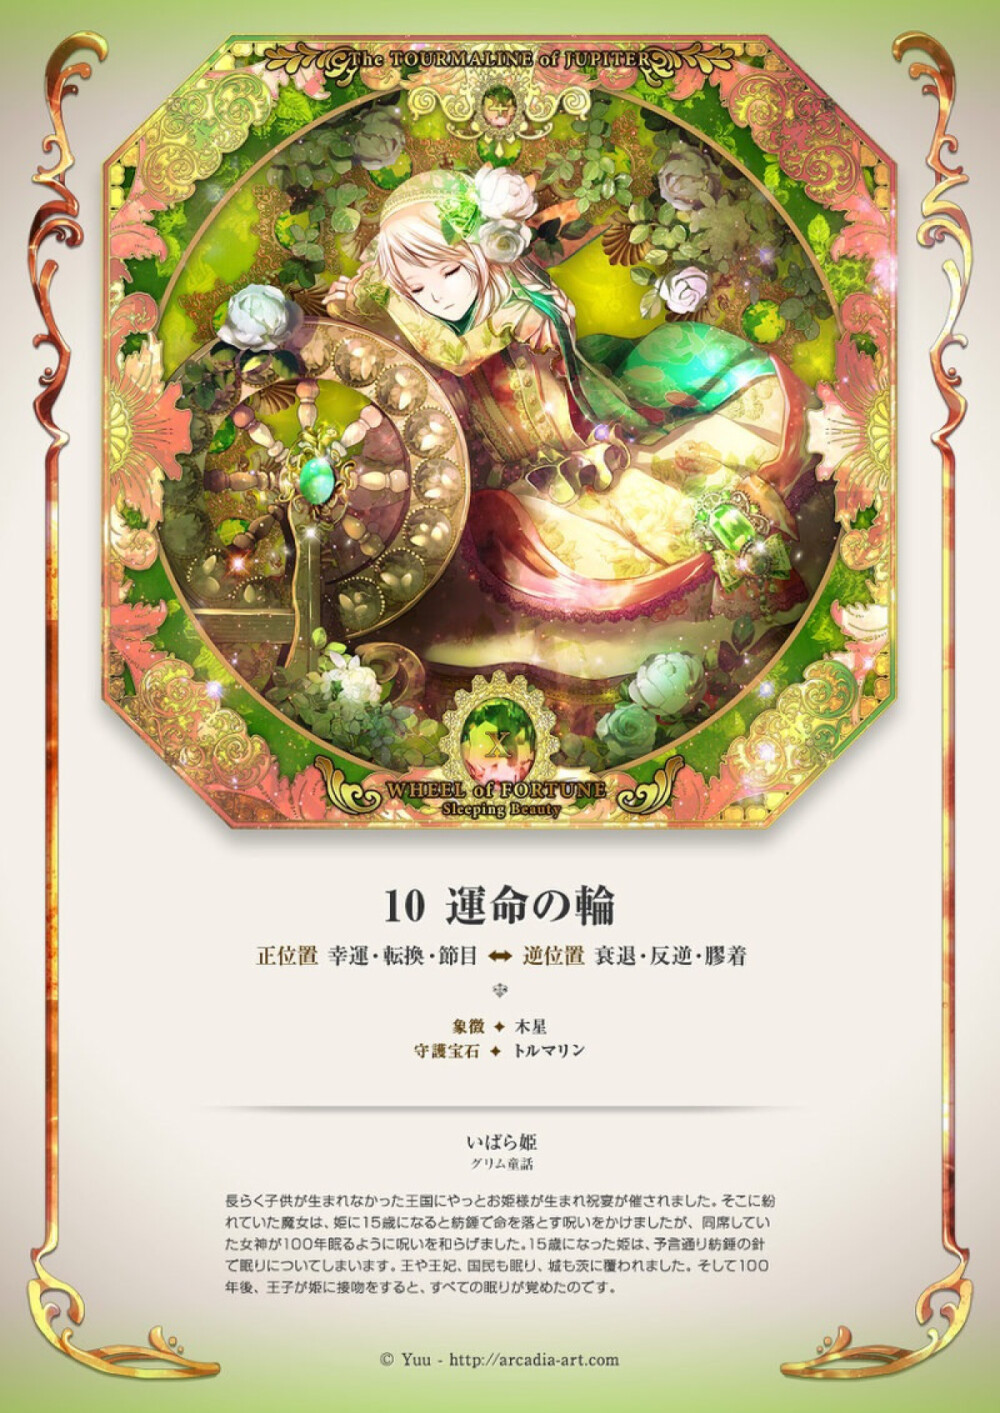 The TOURMALINE of JUPITER
X
WHEEL of FORTUNE
Sleeping Beauty
10 運命の輪
正位置 幸運・転換・節目 ⬌ 逆位置 衰退・反逆・膠着
象徴 ✦ 木星
守護宝石 ✦ トルマリン
いばら姫
グリム童話
長らく子供が生まれなかった王国にやっとお姫様が生まれ祝宴が催されました。そこに紛
れていた魔女は、姫に15歳になると紡錘で命を落とす呪いをかけましたが、同席してい
た女神が100年眠るように呪いを和らげました。15歳になった姫は、予言通り紡錘の針
で眠りについてしまいます。王や王妃、国民も眠り、城も茨に覆われました。そして100
年後、王子が姫に接吻をすると、すべての眠りが覚めたのです。
© Yuu - http://arcadia-art.com